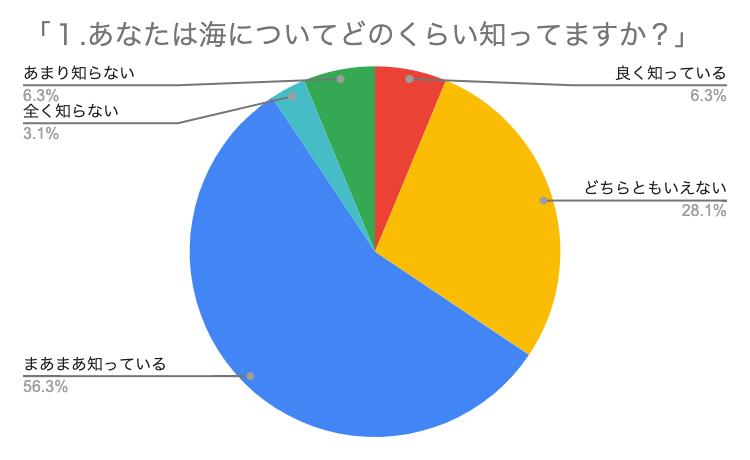 「１.あなたは海についてどのくらい知ってますか？」
あまり知らない
6.3%
全く知らない
3.1%
良く知っている
6.3%
どちらともいえない
28.1%
まあまあ知っている
56.3%